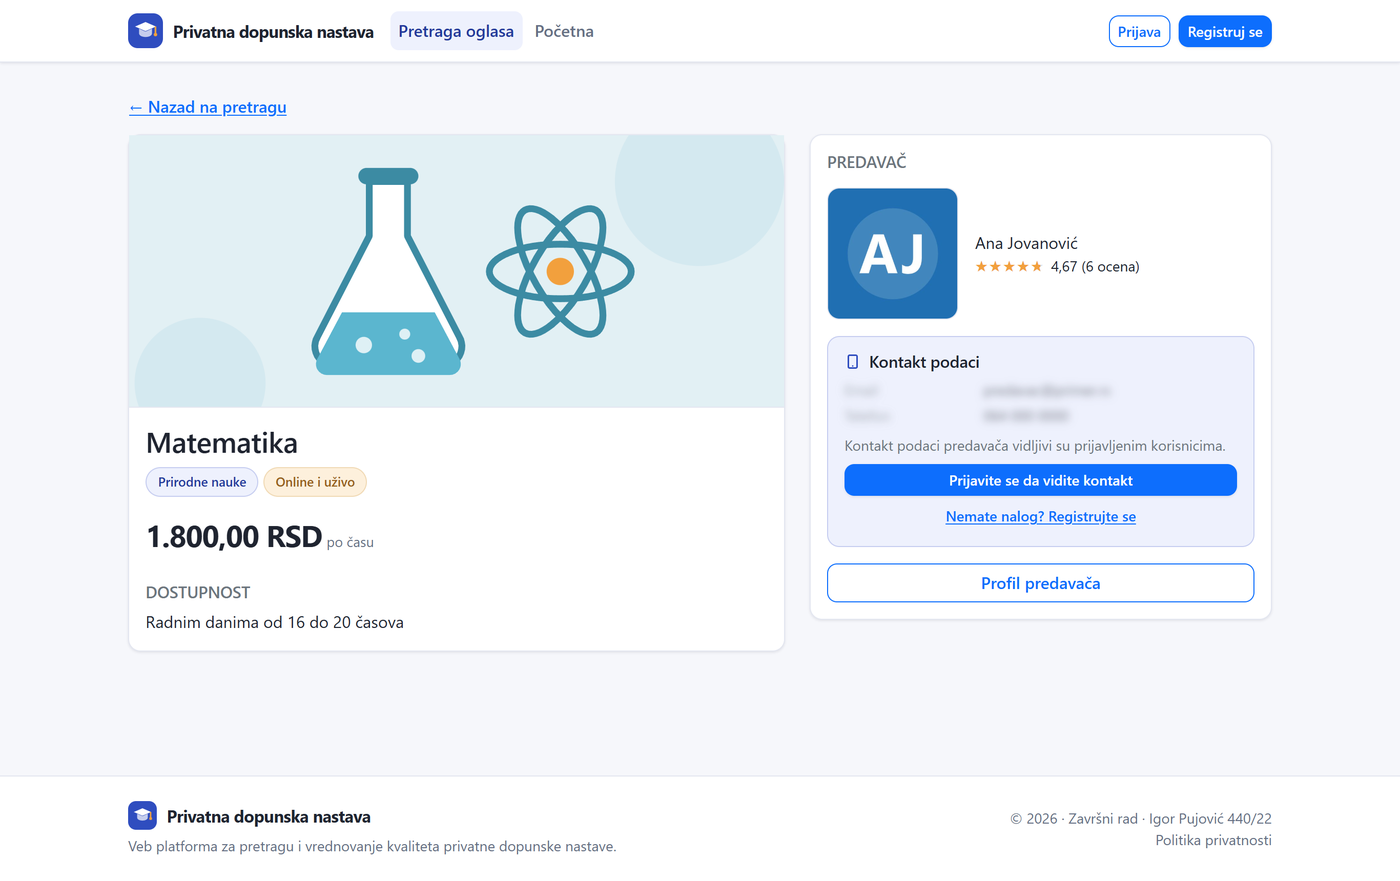 Privatna dopunska nastava
Pretraga oglasa
Početna
Prijava
Registruj se
← Nazad na pretragu
Matematika
Prirodne nauke
Online i uživo
1.800,00 RSD po času
DOSTUPNOST
Radnim danima od 16 do 20 časova
PREDAVAČ
AJ
Ana Jovanović
★★★★★ 4,67 (6 ocena)
Kontakt podaci
Kontakt podaci predavača vidljivi su prijavljenim korisnicima.
Prijavite se da vidite kontakt
Nemate nalog? Registrujte se
Profil predavača
Privatna dopunska nastava
Veb platforma za pretragu i vrednovanje kvaliteta privatne dopunske nastave.
© 2026 · Završni rad · Igor Pujović 440/22
Politika privatnosti